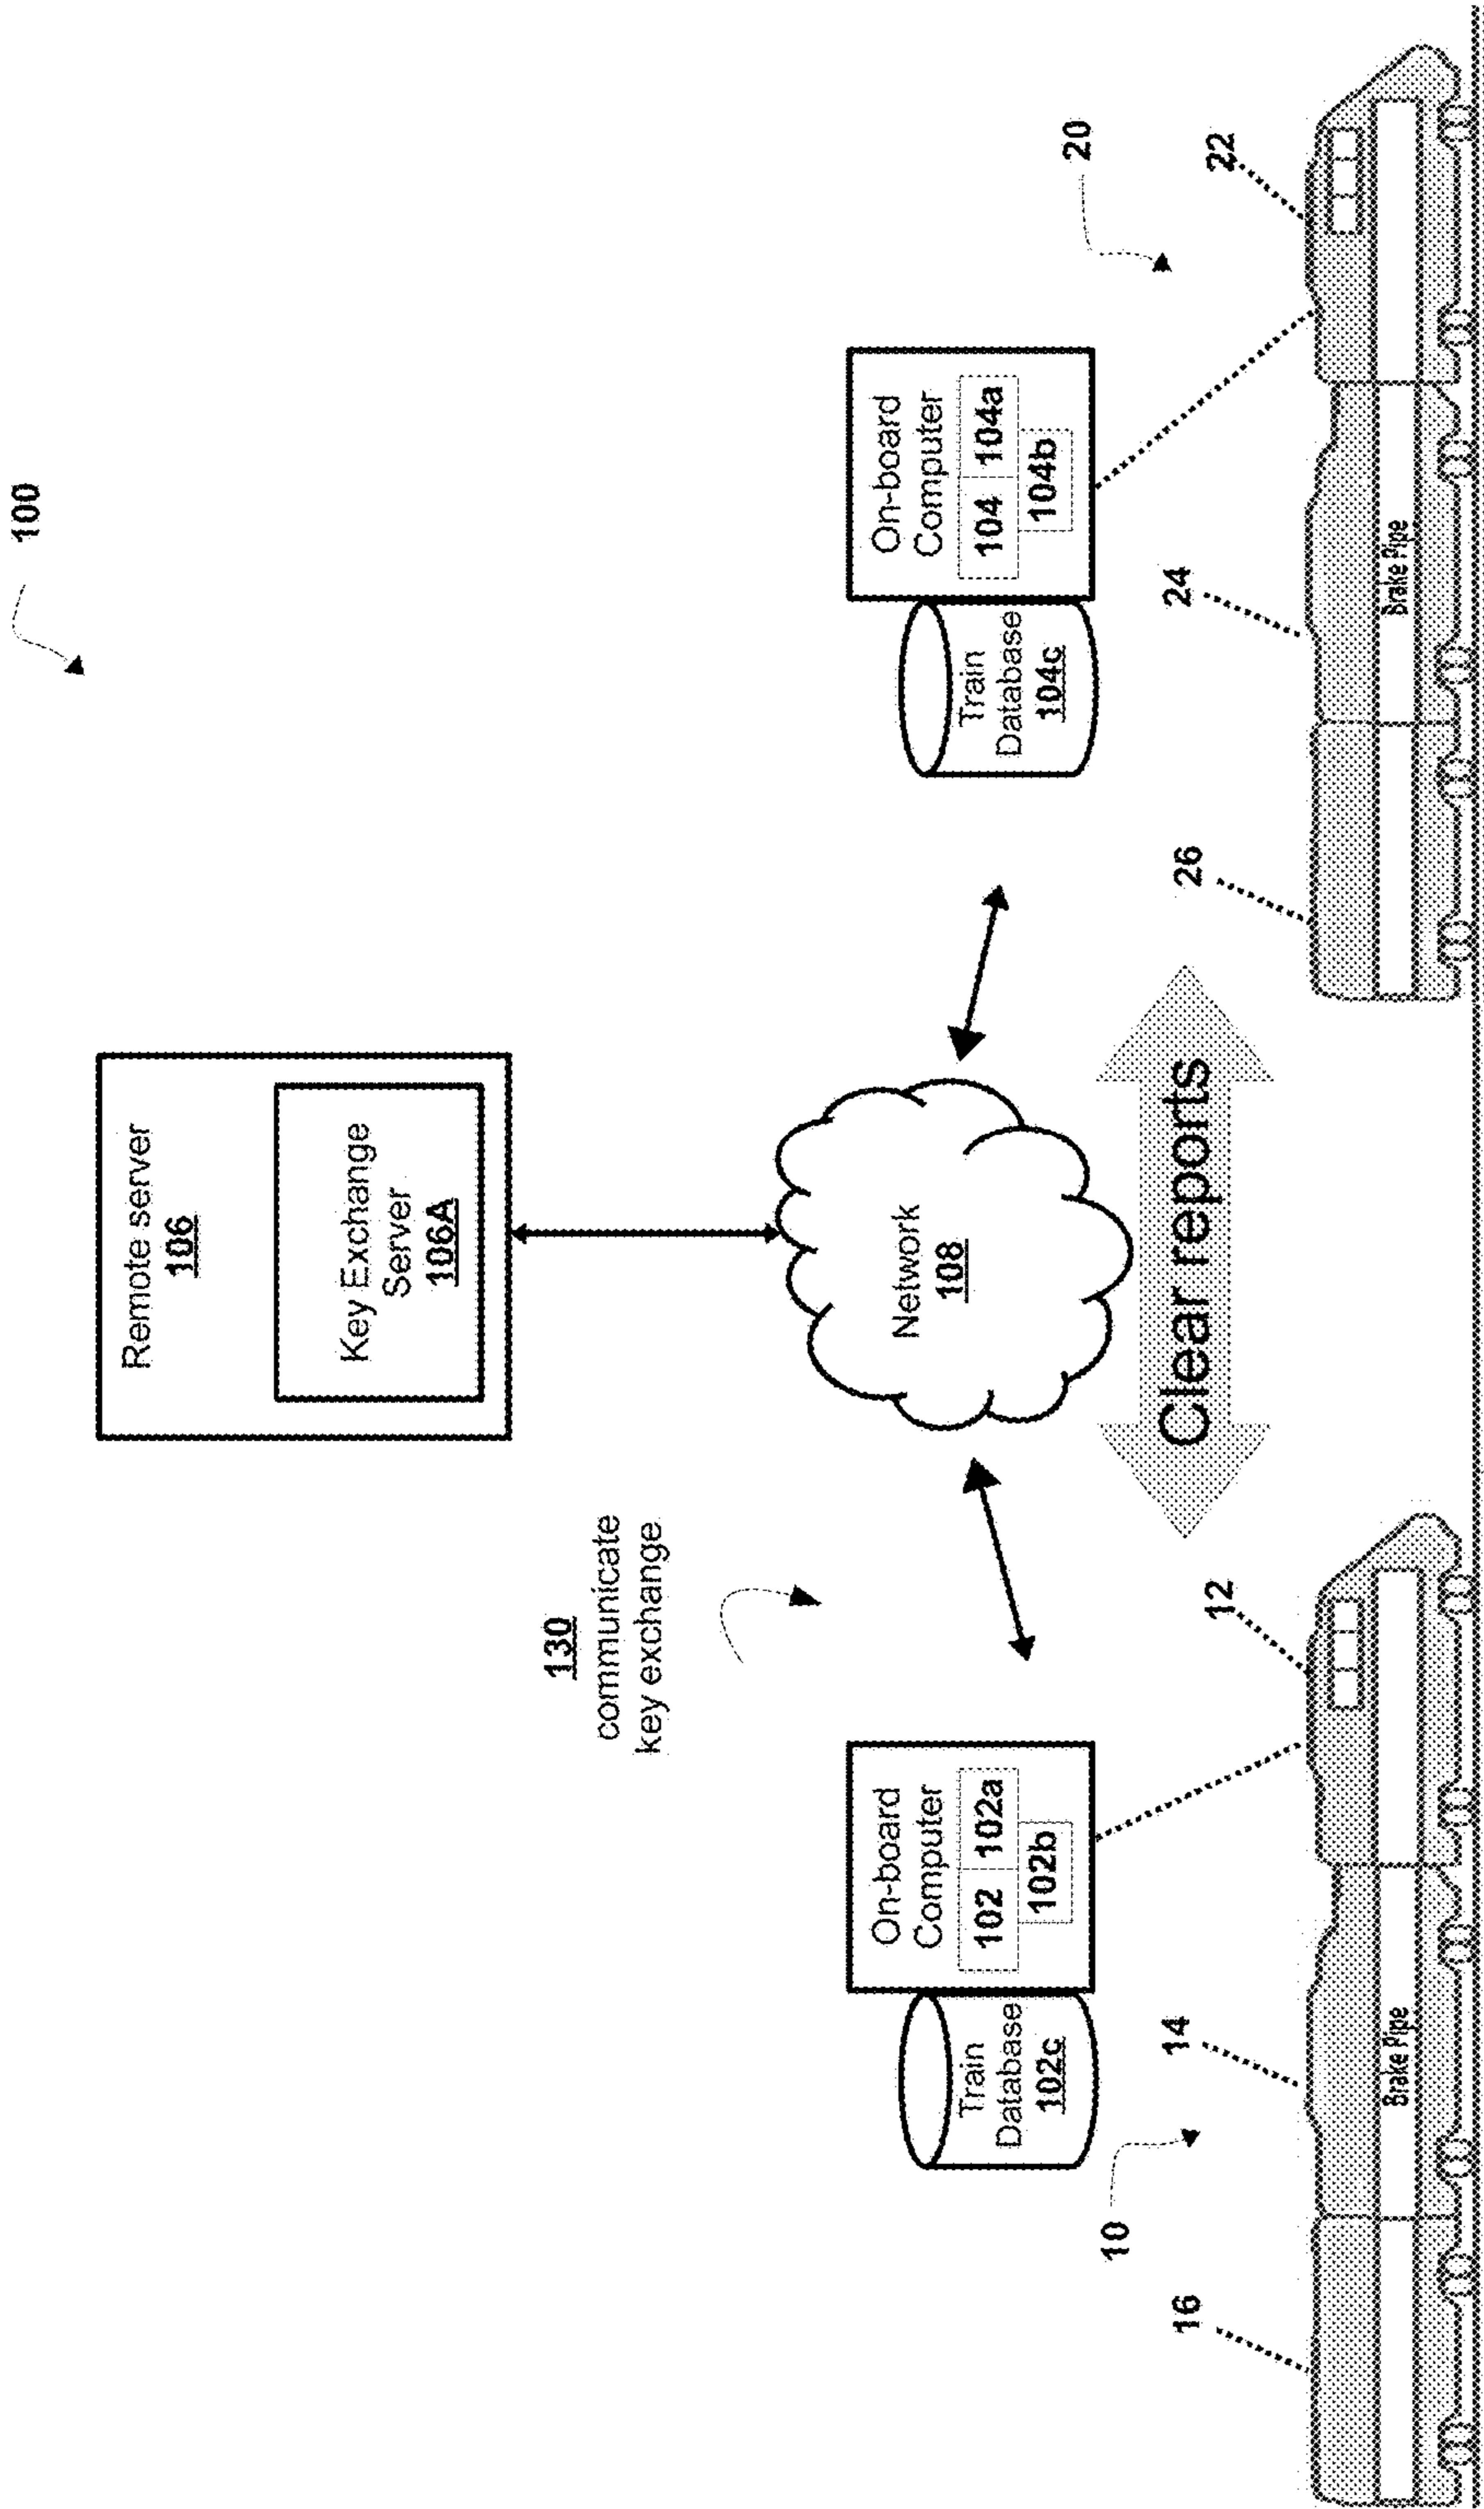 100
Remote server
106
Key Exchange
Server
106A
130
communicate
key exchange
Network
108
On-board
Computer
102 102a
102b
Train
Database
102c
On-board
Computer
104 104a
104b
Train
Database
104c
20
10
Clear reports
16
14
12
26
24
22
Brake Pipe
Brake Pipe